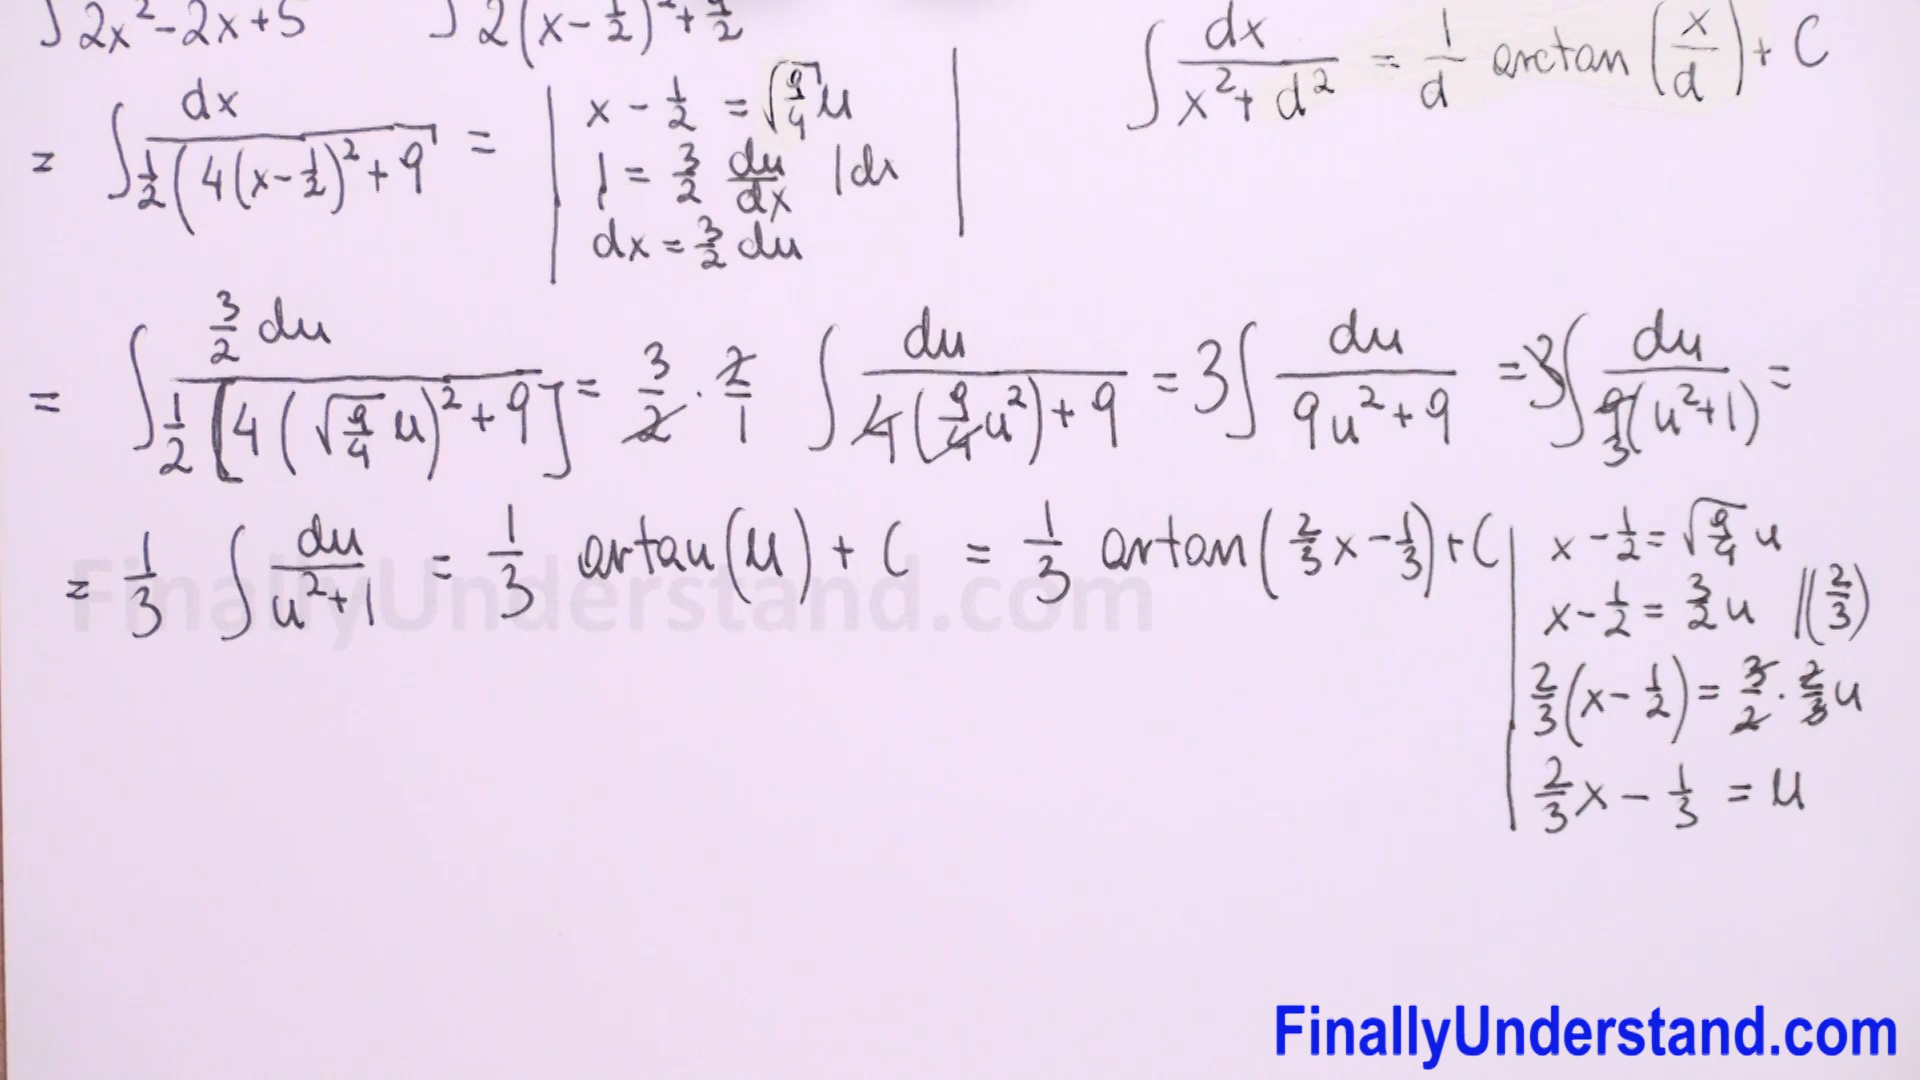 ∫ 2x²-2x+5 ∫ 2(x-1/2)²+9/2
∫ dx/(x²+d²) = 1/d arctan(x/d)+C
= ∫ dx/(1/2(4(x-1/2)²+9) = | x-1/2 = √(9/4) u
1 = 3/2 du/dx |dx
dx = 3/2 du |
= ∫ (3/2 du)/(1/2[4(√(9/4) u)²+9]) = 3/2 · 2/1 ∫ du/(4(9/4 u²)+9) = 3∫ du/(9u²+9) = 3∫ du/(9(u²+1)) =
3
= 1/3 ∫ du/(u²+1) = 1/3 artan(u)+C = 1/3 artan(2/3x-1/3)+C | x-1/2 = √(9/4) u
x-1/2 = 3/2 u ||(2/3)
2/3(x-1/2) = 3/2 · 2/3 u
2/3x - 1/3 = u
FinallyUnderstand.com
FinallyUnderstand.com